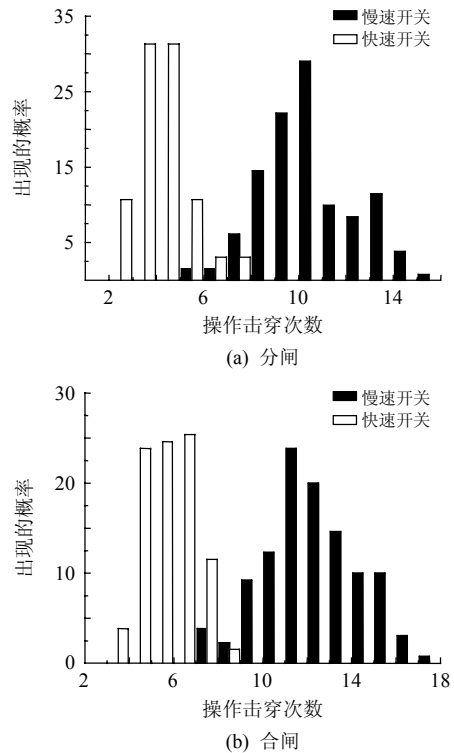 35
慢速开关
快速开关
25
15
5
出现的概率
2 6 10 14
操作击穿次数
(a) 分闸
30
慢速开关
快速开关
20
10
0
出现的概率
2 6 10 14 18
操作击穿次数
(b) 合闸